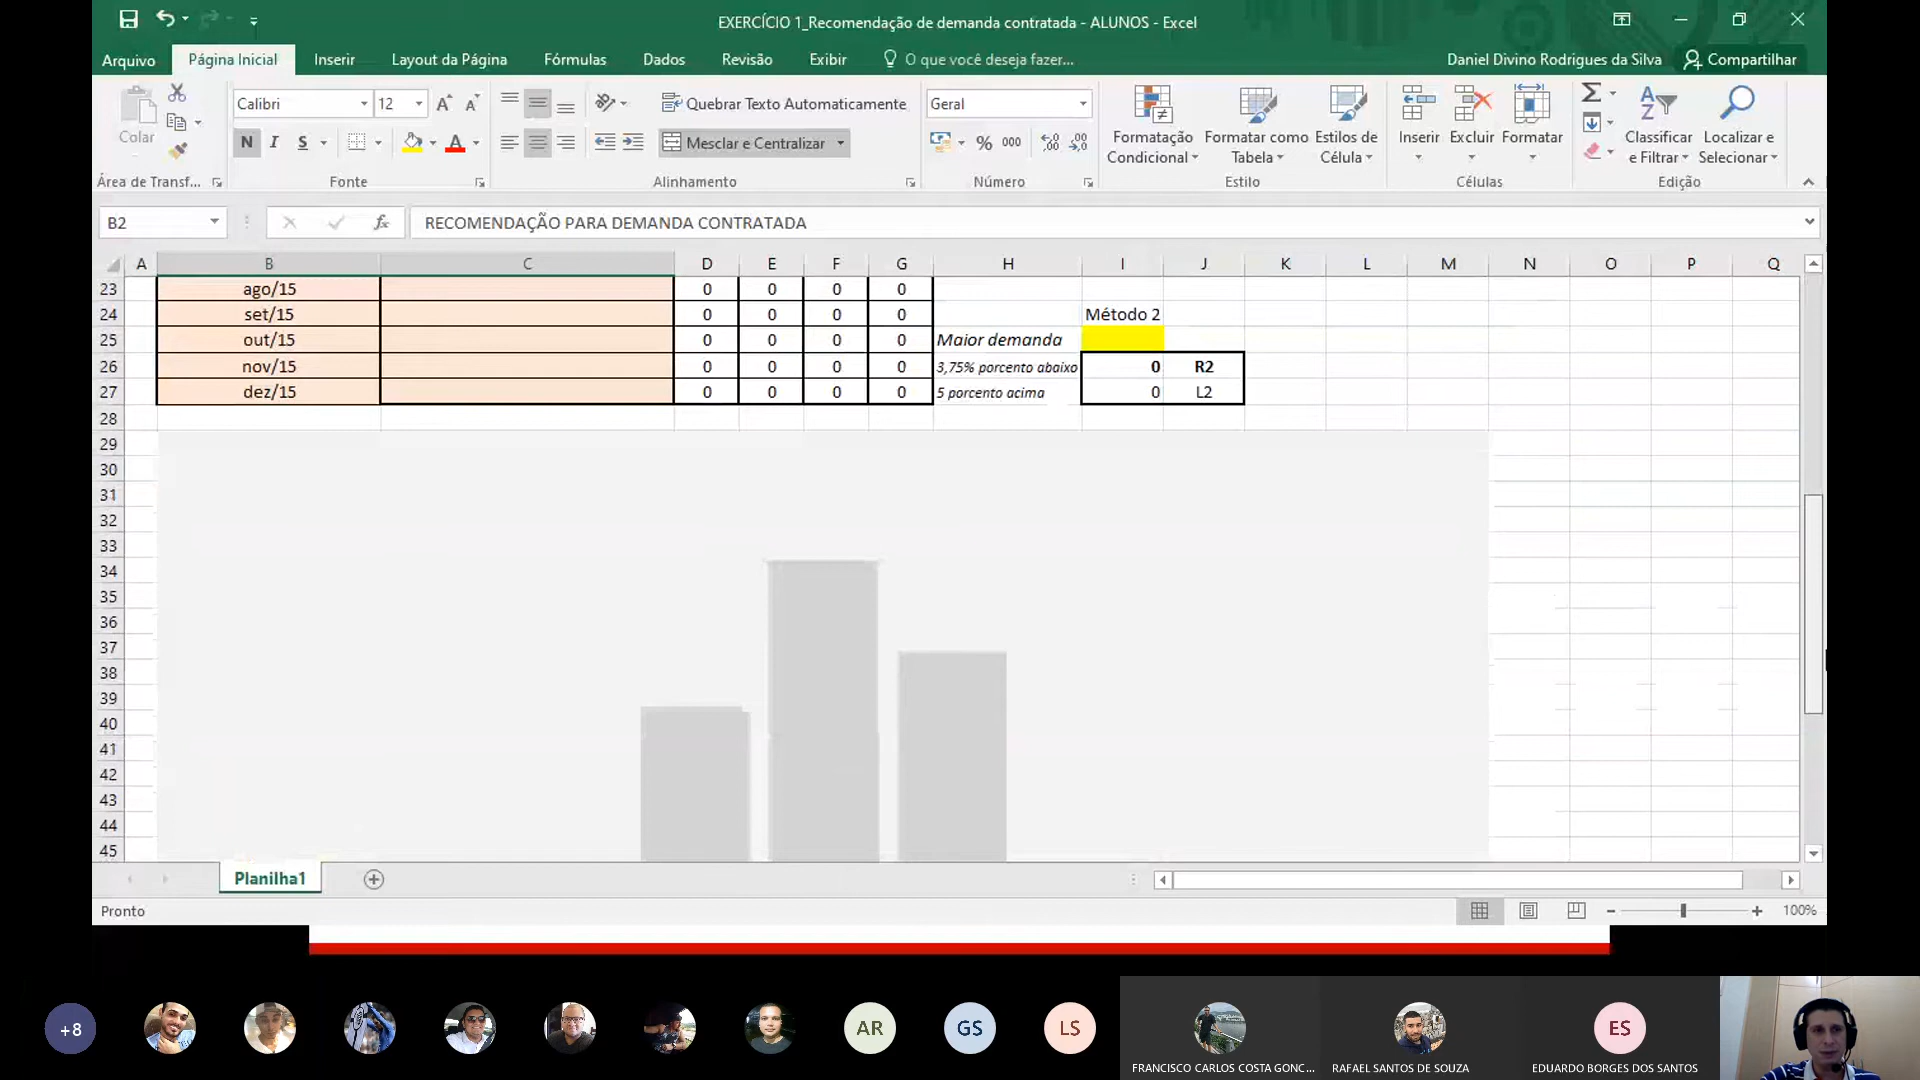 EXERCÍCIO 1_Recomendação de demanda contratada - ALUNOS - Excel
Arquivo Página Inicial Inserir Layout da Página Fórmulas Dados Revisão Exibir O que você deseja fazer... Daniel Divino Rodrigues da Silva Compartilhar
Calibri 12 Quebrar Texto Automaticamente Geral
Colar N I S Mesclar e Centralizar % 000
Formatação Condicional Formatar como Tabela Estilos de Célula Inserir Excluir Formatar Classificar e Filtrar Localizar e Selecionar
Área de Transf... Fonte Alinhamento Número Estilo Células Edição
B2 fx RECOMENDAÇÃO PARA DEMANDA CONTRATADA
A B C D E F G H I J K L M N O P Q
23 ago/15 0 0 0 0
24 set/15 0 0 0 0 Método 2
25 out/15 0 0 0 0 Maior demanda
26 nov/15 0 0 0 0 3,75% porcento abaixo 0 R2
27 dez/15 0 0 0 0 5 porcento acima 0 L2
28
29
30
31
32
33
34
35
36
37
38
39
40
41
42
43
44
45
Planilha1
Pronto 100%
+8 AR GS LS ES
FRANCISCO CARLOS COSTA GONC... RAFAEL SANTOS DE SOUZA EDUARDO BORGES DOS SANTOS